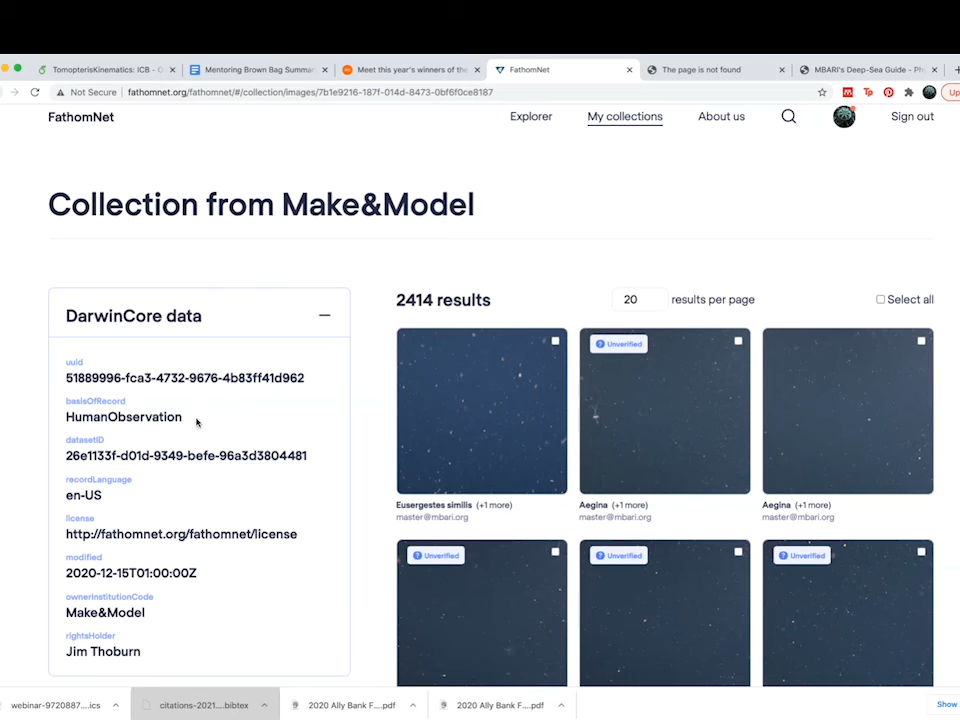 TomopterisKinematics: ICB - O
Mentoring Brown Bag Summar
Meet this year's winners of the
FathomNet
The page is not found
MBARI's Deep-Sea Guide - Ph
Not Secure | fathomnet.org/fathomnet/#/collection/images/7b1e9216-187f-014d-8473-0bf6f0ce8187
Up
FathomNet
Explorer
My collections
About us
Sign out
Collection from Make&Model
DarwinCore data
uuid
51889996-fca3-4732-9676-4b83ff41d962
basisOfRecord
HumanObservation
datasetID
26e1133f-d01d-9349-befe-96a3d3804481
recordLanguage
en-US
license
http://fathomnet.org/fathomnet/license
modified
2020-12-15T01:00:00Z
ownerInstitutionCode
Make&Model
rightsHolder
Jim Thoburn
2414 results
20 results per page
Select all
Unverified
Eusergestes similis (+1 more)
master@mbari.org
Aegina (+1 more)
master@mbari.org
Aegina (+1 more)
master@mbari.org
Unverified
Unverified
Unverified
webinar-9720887....ics
citations-2021....bibtex
2020 Ally Bank F....pdf
2020 Ally Bank F....pdf
Show